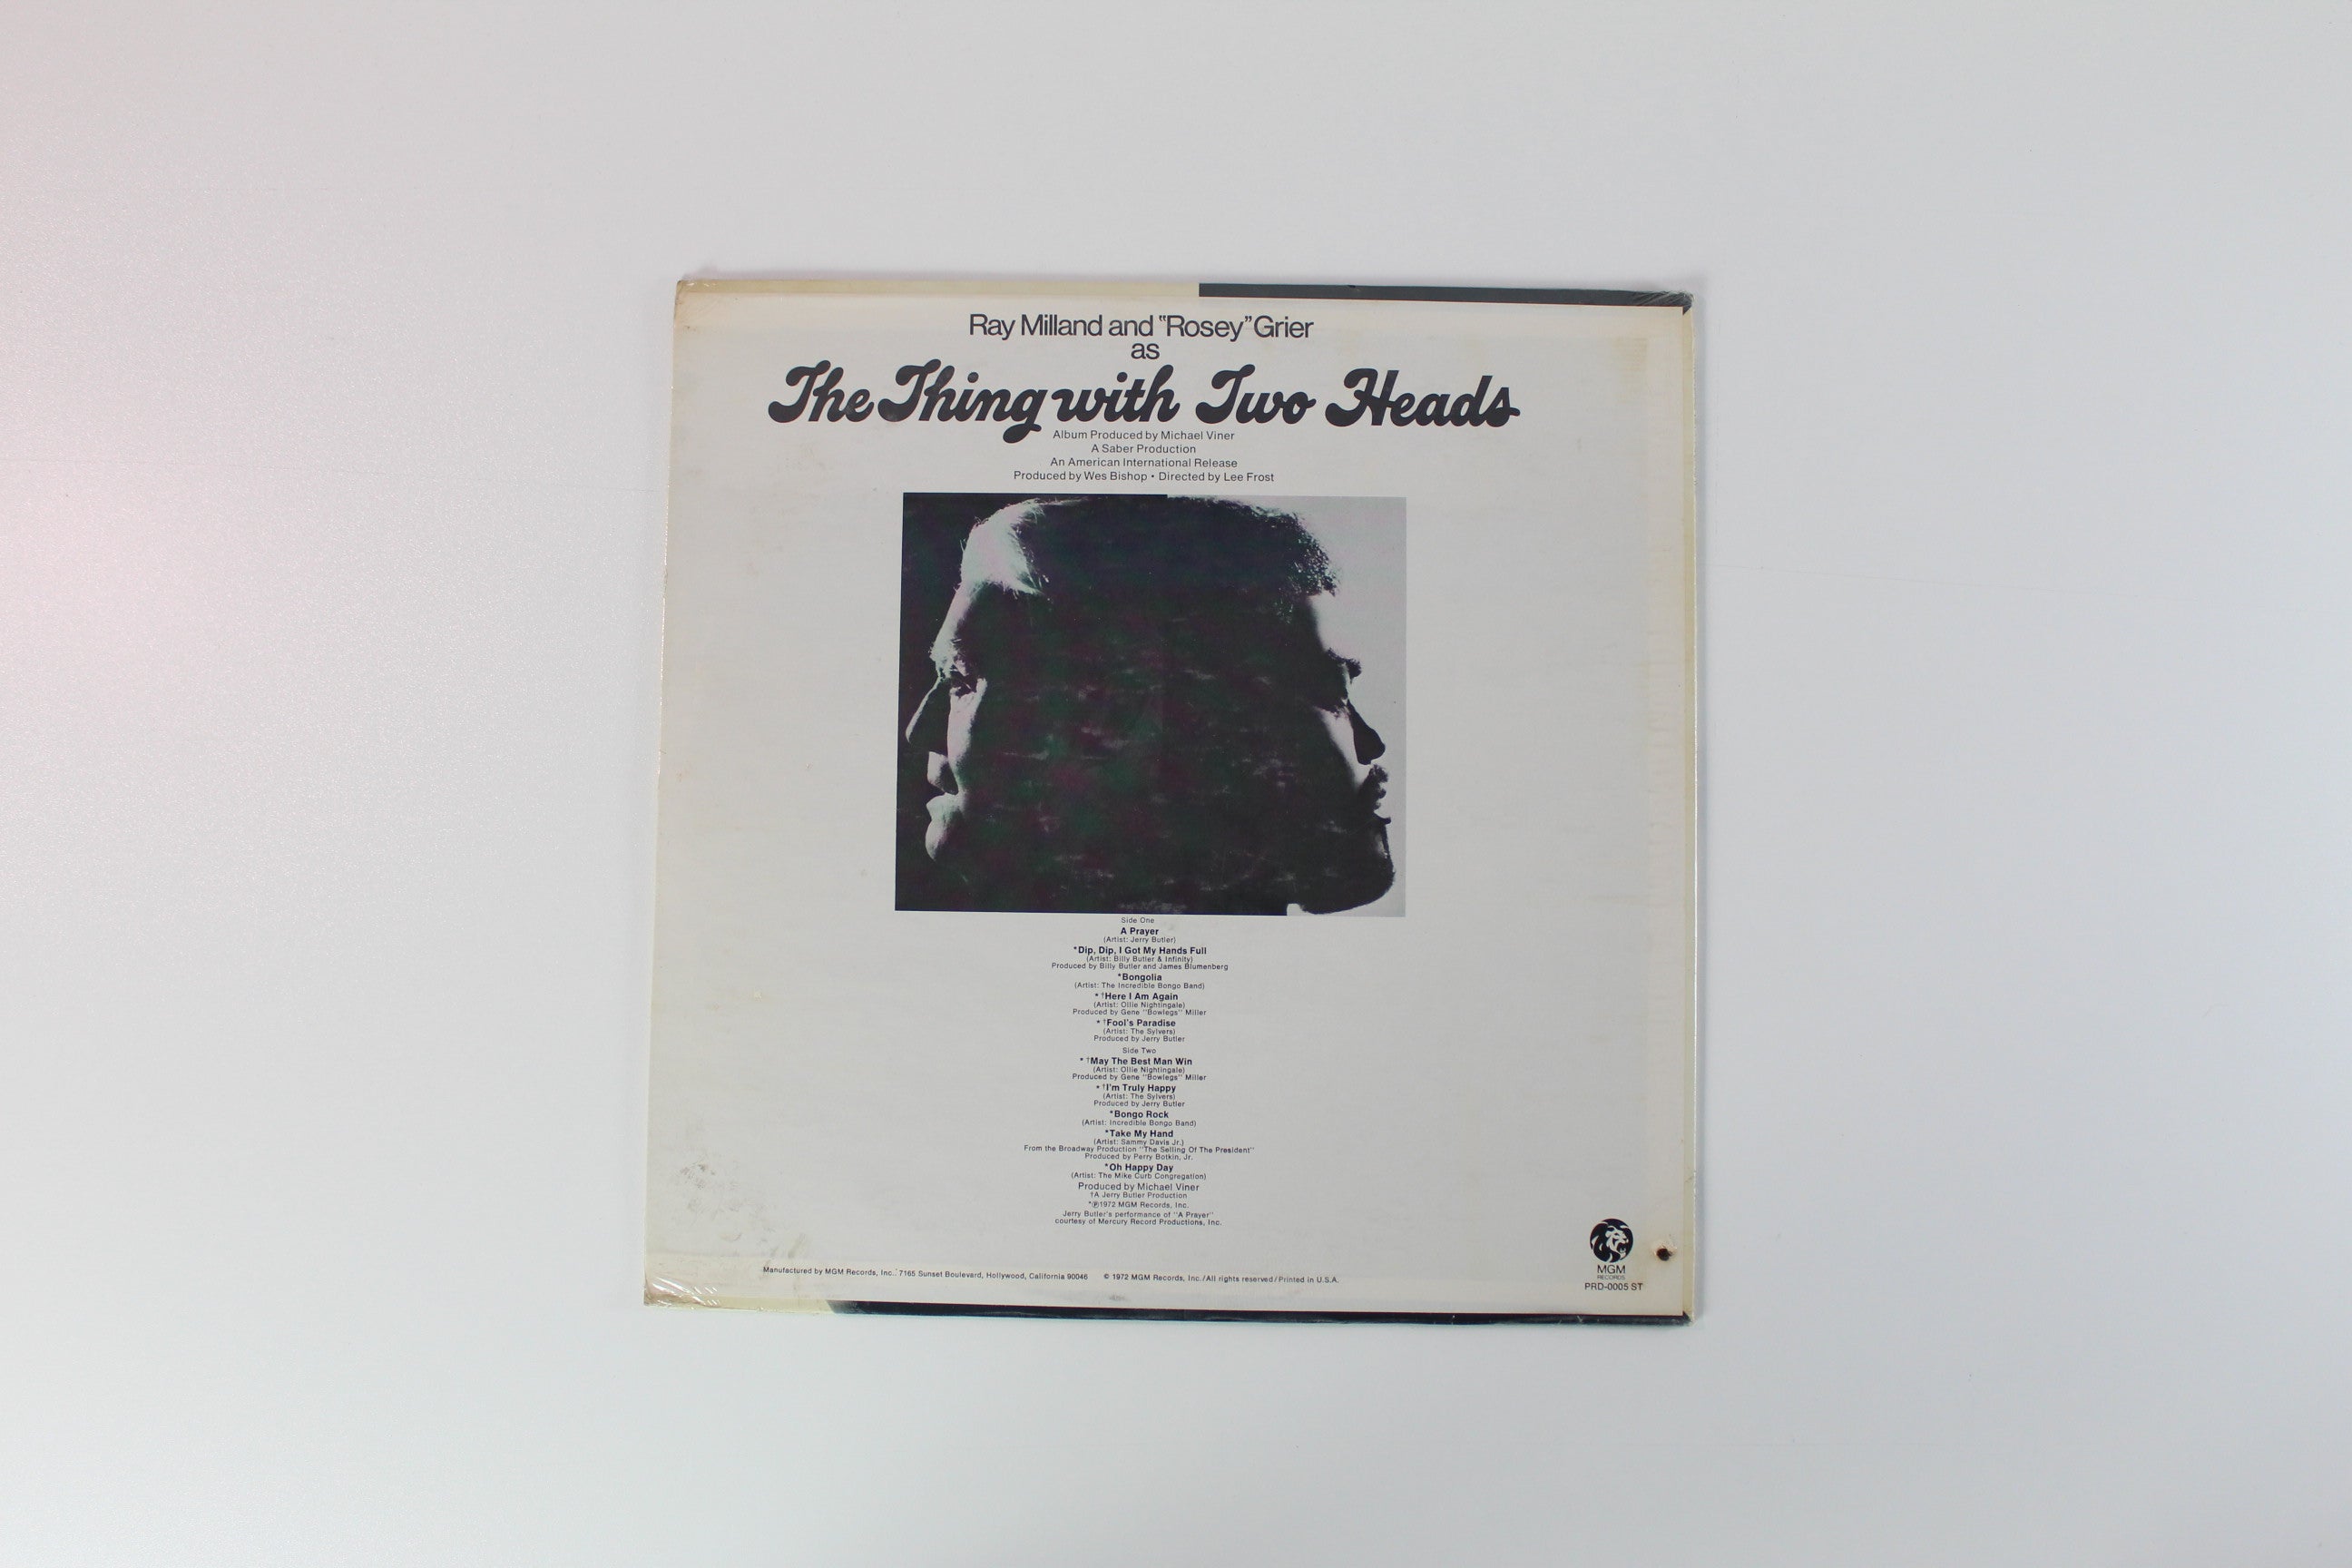 Ray Milland and "Rosey" Grier
as
The Thing with Two Heads
Album Produced by Michael Viner
A Saber Production
An American International Release
Produced by Wes Bishop • Directed by Lee Frost
Side One
A Prayer
(Artist: Jerry Butler)
*Dip, Dip, I Got My Hands Full
(Artist: Billy Butler & Infinity)
Produced by Billy Butler and James Blumenberg
*Bongolia
(Artist: The Incredible Bongo Band)
*†Here I Am Again
(Artist: Ollie Nightingale)
Produced by Gene "Bowlegs" Miller
*†Fool's Paradise
(Artist: The Sylvers)
Produced by Jerry Butler
Side Two
*†May The Best Man Win
(Artist: Ollie Nightingale)
Produced by Gene "Bowlegs" Miller
*†I'm Truly Happy
(Artist: The Sylvers)
Produced by Jerry Butler
*Bongo Rock
(Artist: Incredible Bongo Band)
*Take My Hand
(Artist: Sammy Davis Jr.)
From the Broadway Production "The Selling Of The President"
Produced by Perry Botkin, Jr.
*Oh Happy Day
(Artist: The Mike Curb Congregation)
Produced by Michael Viner
†A Jerry Butler Production
*℗1972 MGM Records, Inc.
Jerry Butler's performance of "A Prayer"
courtesy of Mercury Record Productions, Inc.
Manufactured by MGM Records, Inc., 7165 Sunset Boulevard, Hollywood, California 90046 © 1972 MGM Records, Inc./All rights reserved/Printed in U.S.A.
MGM
RECORDS
PRD-0005 ST